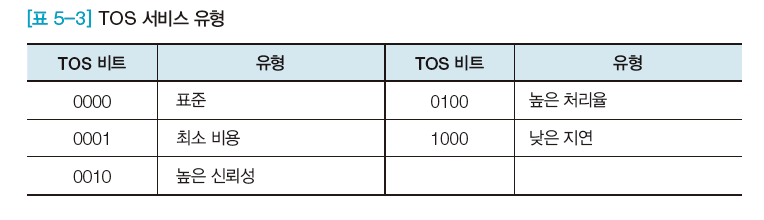 [표 5-3] TOS 서비스 유형
TOS 비트 유형 TOS 비트 유형
0000 표준 0100 높은 처리율
0001 최소 비용 1000 낮은 지연
0010 높은 신뢰성